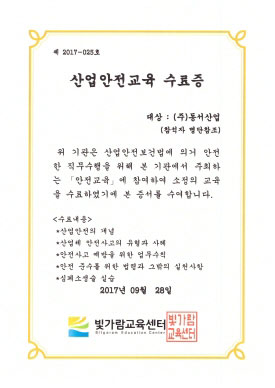 제 2017-025호
산업안전교육 수료증
대상 : (주)동서산업
(참석자 명단참조)
위 기관은 산업안전보건법에 의거 안전
한 직무수행을 위해 본 기관에서 주최하
는 「안전교육」에 참여하여 소정의 교육
을 수료하였기에 본 증서를 수여합니다.
<수료내용>
*산업안전의 개념
*산업체 안전사고의 유형과 사례
*안전사고 예방을 위한 업무수칙
*안전 준수를 위한 법령과 그밖의 실천사항
*심폐소생술 실습
2017년 09월 28일
빛가람교육센터
Bitgaram Education Center
빛가람
교육센터